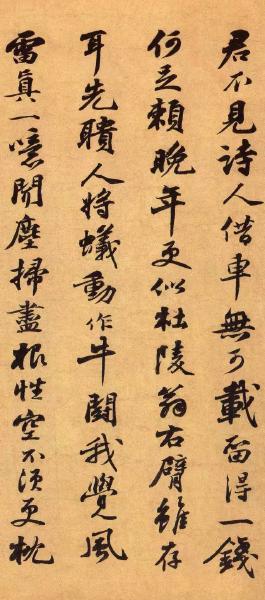 君不見詩人借車無可載留得一錢
何足賴晚年更似杜陵翁右臂雖存
耳先聵人將蟻動作牛鬪我覺風
雷真一噫聞塵掃盡根性空不須更枕